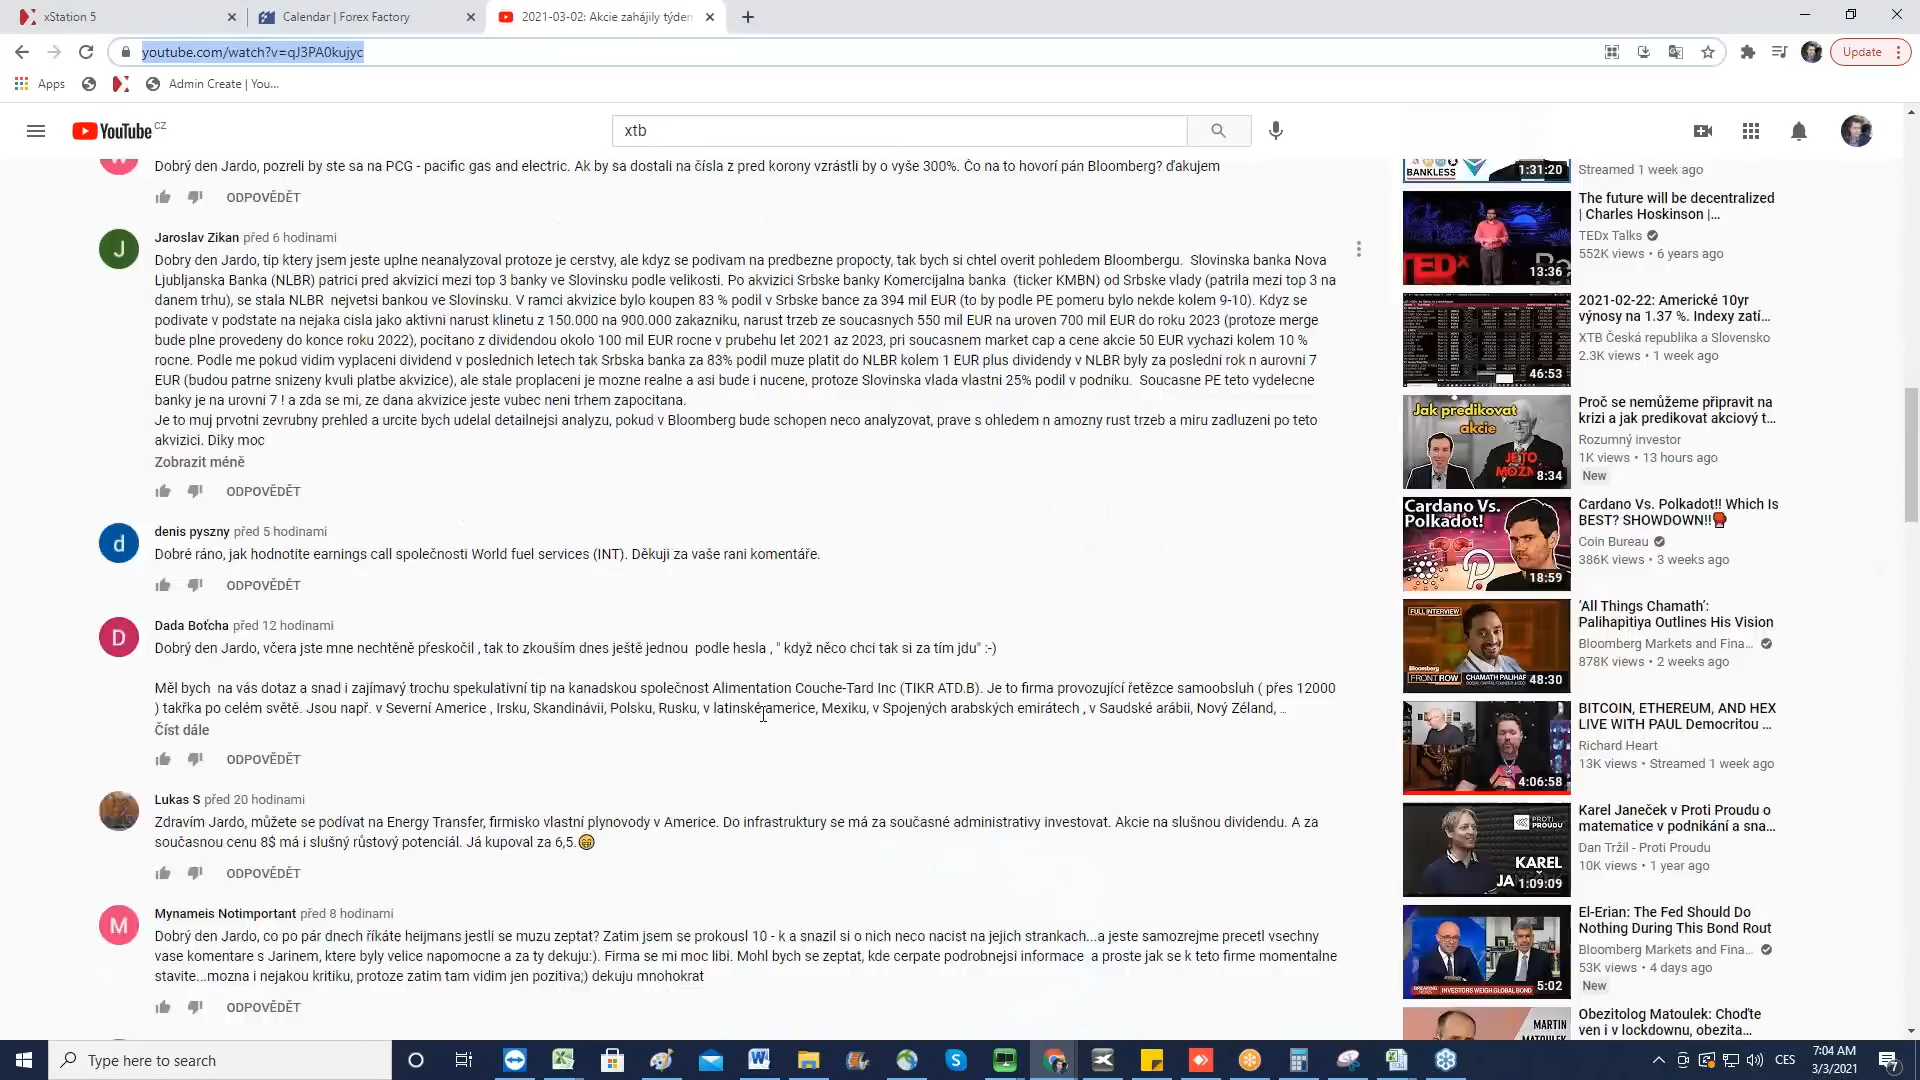 xStation 5
Calendar | Forex Factory
2021-03-02: Akcie zahájily týden
youtube.com/watch?v=qJ3PA0kujyc
Update
Apps
Admin Create | You...
YouTube CZ
xtb
Dobrý den Jardo, pozreli by ste sa na PCG - pacific gas and electric. Ak by sa dostali na čísla z pred korony vzrástli by o vyše 300%. Čo na to hovorí pán Bloomberg? ďakujem
ODPOVĚDĚT
Jaroslav Zikan před 6 hodinami
Dobry den Jardo, tip ktery jsem jeste uplne neanalyzoval protoze je cerstvy, ale kdyz se podivam na predbezne propocty, tak bych si chtel overit pohledem Bloombergu.  Slovinska banka Nova
Ljubljanska Banka (NLBR) patrici pred akvizici mezi top 3 banky ve Slovinsku podle velikosti. Po akvizici Srbske banky Komercijalna banka  (ticker KMBN) od Srbske vlady (patrila mezi top 3 na
danem trhu), se stala NLBR  nejvetsi bankou ve Slovinsku. V ramci akvizice bylo koupen 83 % podil v Srbske bance za 394 mil EUR (to by podle PE pomeru bylo nekde kolem 9-10). Kdyz se
podivate v podstate na nejaka cisla jako aktivni narust klinetu z 150.000 na 900.000 zakazniku, narust trzeb ze soucasnych 550 mil EUR na uroven 700 mil EUR do roku 2023 (protoze merge
bude plne provedeny do konce roku 2022), pocitano z dividendou okolo 100 mil EUR rocne v prubehu let 2021 az 2023, pri soucasnem market cap a cene akcie 50 EUR vychazi kolem 10 %
rocne. Podle me pokud vidim vyplaceni dividend v poslednich letech tak Srbska banka za 83% podil muze platit do NLBR kolem 1 EUR plus dividendy v NLBR byly za posledni rok n aurovni 7
EUR (budou patrne snizeny kvuli platbe akvizice), ale stale proplaceni je mozne realne a asi bude i nucene, protoze Slovinska vlada vlastni 25% podil v podniku.  Soucasne PE teto vydelecne
banky je na urovni 7 ! a zda se mi, ze dana akvizice jeste vubec neni trhem zapocitana.
Je to muj prvotni zevrubny prehled a urcite bych udelal detailnejsi analyzu, pokud v Bloomberg bude schopen neco analyzovat, prave s ohledem n amozny rust trzeb a miru zadluzeni po teto
akvizici. Diky moc
Zobrazit méně
ODPOVĚDĚT
denis pyszny před 5 hodinami
Dobré ráno, jak hodnotite earnings call společnosti World fuel services (INT). Děkuji za vaše rani komentáře.
ODPOVĚDĚT
Dada Boťcha před 12 hodinami
Dobrý den Jardo, včera jste mne nechtěně přeskočil , tak to zkouším dnes ještě jednou  podle hesla , " když něco chci tak si za tím jdu" :-)
Měl bych  na vás dotaz a snad i zajímavý trochu spekulativní tip na kanadskou společnost Alimentation Couche-Tard Inc (TIKR ATD.B). Je to firma provozující řetězce samoobsluh ( přes 12000
) takřka po celém světě. Jsou např. v Severní Americe , Irsku, Skandinávii, Polsku, Rusku, v latinské americe, Mexiku, v Spojených arabských emirátech , v Saudské arábii, Nový Zéland, ...
Číst dále
ODPOVĚDĚT
Lukas S před 20 hodinami
Zdravím Jardo, můžete se podívat na Energy Transfer, firmisko vlastní plynovody v Americe. Do infrastruktury se má za současné administrativy investovat. Akcie na slušnou dividendu. A za
současnou cenu 8$ má i slušný růstový potenciál. Já kupoval za 6,5.😁
ODPOVĚDĚT
Mynameis Notimportant před 8 hodinami
Dobrý den Jardo, co po pár dnech říkáte heijmans jestli se muzu zeptat? Zatim jsem se prokousl 10 - k a snazil si o nich neco nacist na jejich strankach...a jeste samozrejme precetl vsechny
vase komentare s Jarinem, ktere byly velice napomocne a za ty dekuju:). Firma se mi moc libi. Mohl bych se zeptat, kde cerpate podrobnejsi informace  a proste jak se k teto firme momentalne
stavite...mozna i nejakou kritiku, protoze zatim tam vidim jen pozitiva;) dekuju mnohokrat
ODPOVĚDĚT
BANKLESS
1:31:20
Streamed 1 week ago
TEDx
13:36
The future will be decentralized
| Charles Hoskinson |...
TEDx Talks
552K views • 6 years ago
46:53
2021-02-22: Americké 10yr
výnosy na 1.37 %. Indexy zatí...
XTB Česká republika a Slovensko
2.3K views • 1 week ago
Jak predikovat
akcie
JE TO
MOŽN
8:34
Proč se nemůžeme připravit na
krizi a jak predikovat akciový t...
Rozumný investor
1K views • 13 hours ago
New
Cardano Vs.
Polkadot!
18:59
Cardano Vs. Polkadot!! Which Is
BEST? SHOWDOWN!!🥊
Coin Bureau
386K views • 3 weeks ago
FULL INTERVIEW
Bloomberg
FRONT ROW
CHAMATH PALIHAP
48:30
'All Things Chamath':
Palihapitiya Outlines His Vision
Bloomberg Markets and Fina...
878K views • 2 weeks ago
4:06:58
BITCOIN, ETHEREUM, AND HEX
LIVE WITH PAUL Democritou ...
Richard Heart
13K views • Streamed 1 week ago
PROTI
PROUDU
KAREL
JA
1:09:09
Karel Janeček v Proti Proudu o
matematice v podnikání a sna...
Dan Tržil - Proti Proudu
10K views • 1 year ago
INVESTORS WEIGH GLOBAL BOND
5:02
El-Erian: The Fed Should Do
Nothing During This Bond Rout
Bloomberg Markets and Fina...
53K views • 4 days ago
New
MARTIN
MATOULEK
Obezitolog Matoulek: Choďte
ven i v lockdownu, obezita...
Type here to search
CES
7:04 AM
3/3/2021
7